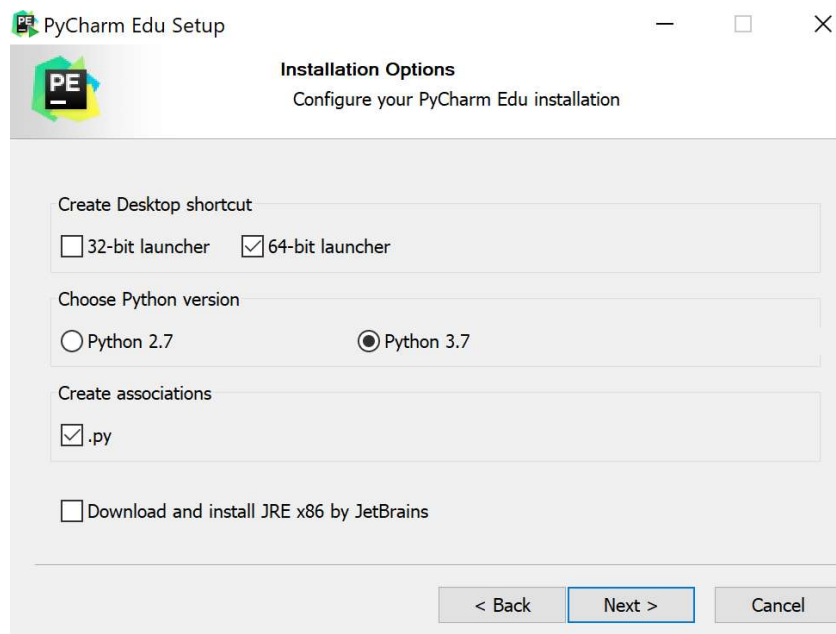 PyCharm Edu Setup
PE
Installation Options
Configure your PyCharm Edu installation
Create Desktop shortcut
32-bit launcher 64-bit launcher
Choose Python version
Python 2.7 Python 3.7
Create associations
.py
Download and install JRE x86 by JetBrains
< Back Next > Cancel